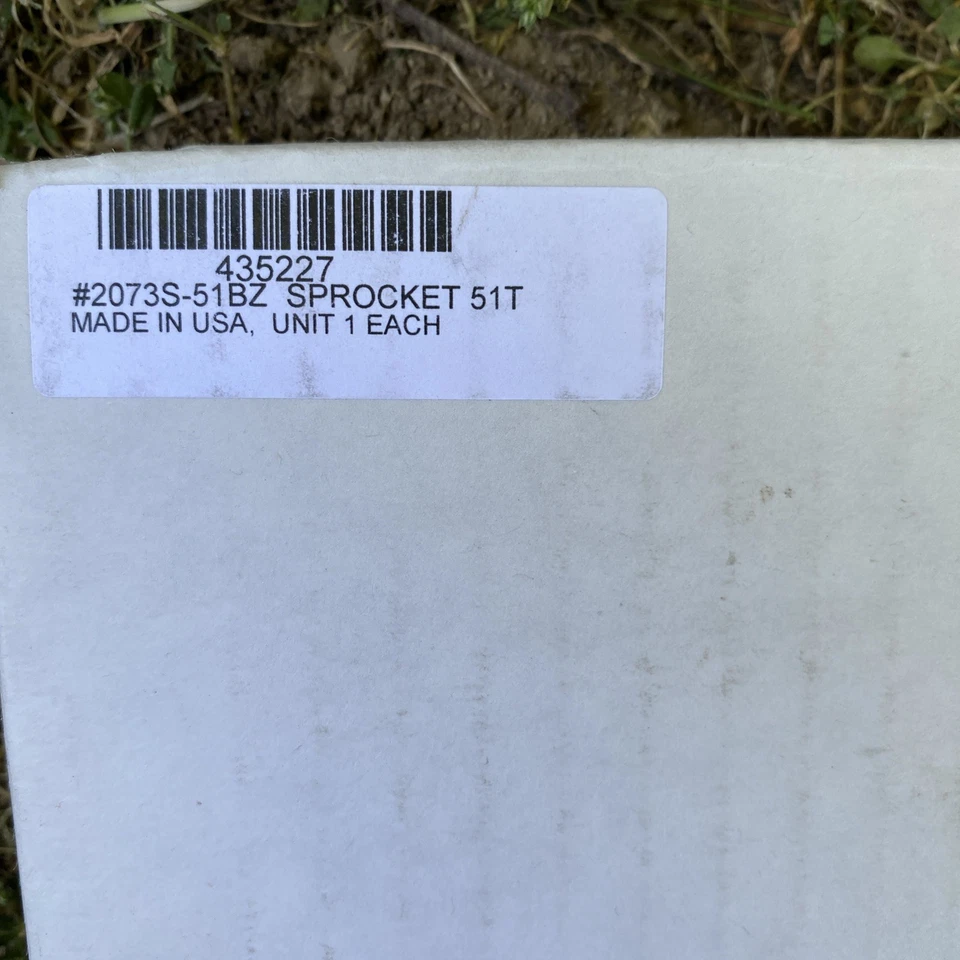 435227
#2073S-51BZ SPROCKET 51T
MADE IN USA, UNIT 1 EACH